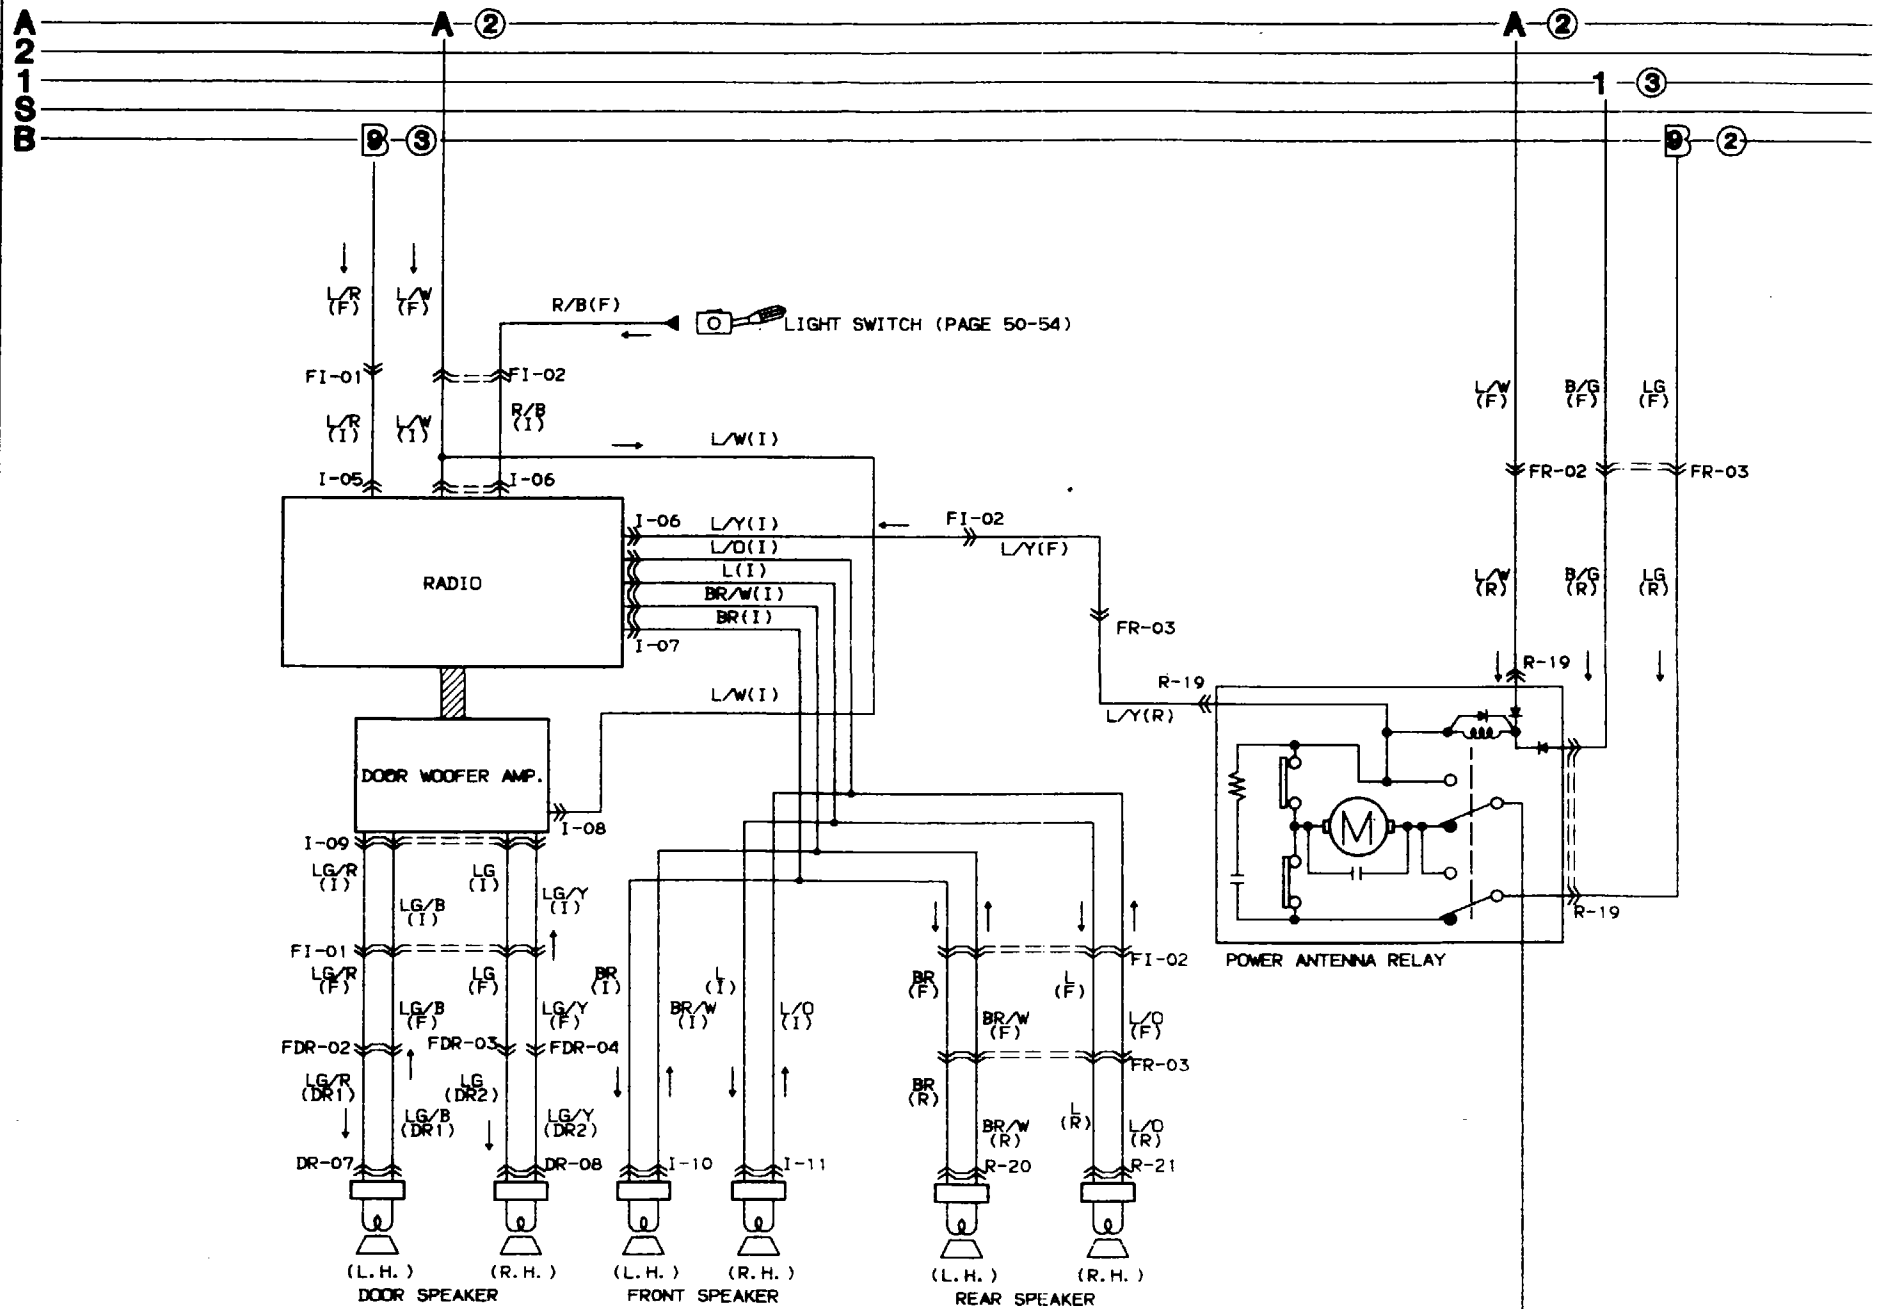 A A 2 A 2
2
1 1 3
S
B 9 3 9 2
L/R (F)
L/W (F)
R/B(F)
LIGHT SWITCH (PAGE 50-54)
FI-01
FI-02
L/W (F)
B/G (F)
LG (F)
L/R (I)
L/W (I)
R/B (I)
L/W(I)
I-05
I-06
FR-02
FR-03
I-06
L/Y(I)
FI-02
L/Y(F)
L/O(I)
L(I)
BR/W(I)
BR(I)
I-07
RADIO
L/W (R)
B/G (R)
LG (R)
FR-03
R-19
R-19
L/W(I)
L/Y(R)
DOOR WOOFER AMP.
I-08
M
R-19
POWER ANTENNA RELAY
I-09
LG/R (I)
LG (I)
LG/B (I)
LG/Y (I)
FI-01
FI-02
LG/R (F)
LG (F)
BR (I)
L (I)
BR (F)
L (F)
LG/B (F)
LG/Y (F)
BR/W (I)
L/O (I)
BR/W (F)
L/O (F)
FDR-02
FDR-03
FDR-04
FR-03
LG/R (DR1)
LG (DR2)
BR (R)
L (R)
LG/B (DR1)
LG/Y (DR2)
BR/W (R)
L/O (R)
DR-07
DR-08
I-10
I-11
R-20
R-21
(L.H.)
(R.H.)
(L.H.)
(R.H.)
(L.H.)
(R.H.)
DOOR SPEAKER
FRONT SPEAKER
REAR SPEAKER